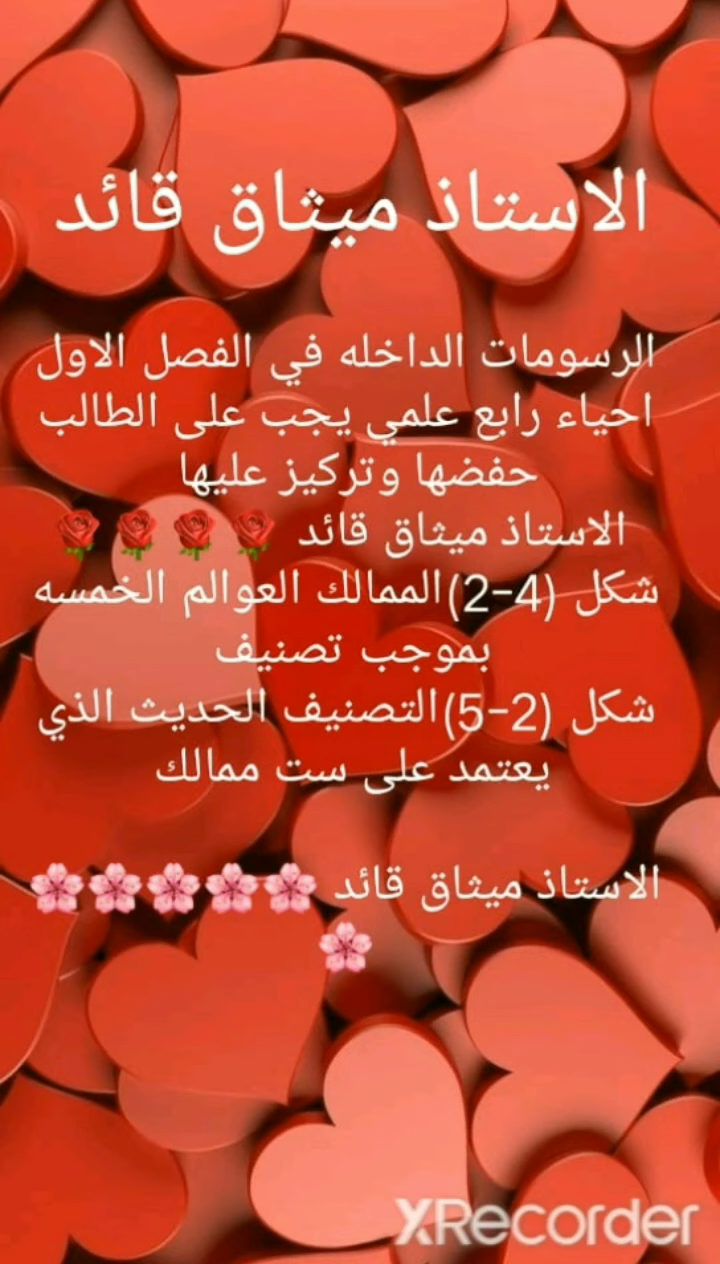 الاستاذ ميثاق قائد
الرسومات الداخله في الفصل الاول
احياء رابع علمي يجب على الطالب
حفضها وتركيز عليها
الاستاذ ميثاق قائد 🌹🌹🌹🌹
شكل (4-2)الممالك العوالم الخمسه
بموجب تصنيف
شكل (2-5)التصنيف الحديث الذي
يعتمد على ست ممالك
الاستاذ ميثاق قائد 🌸🌸🌸🌸🌸
🌸
XRecorder